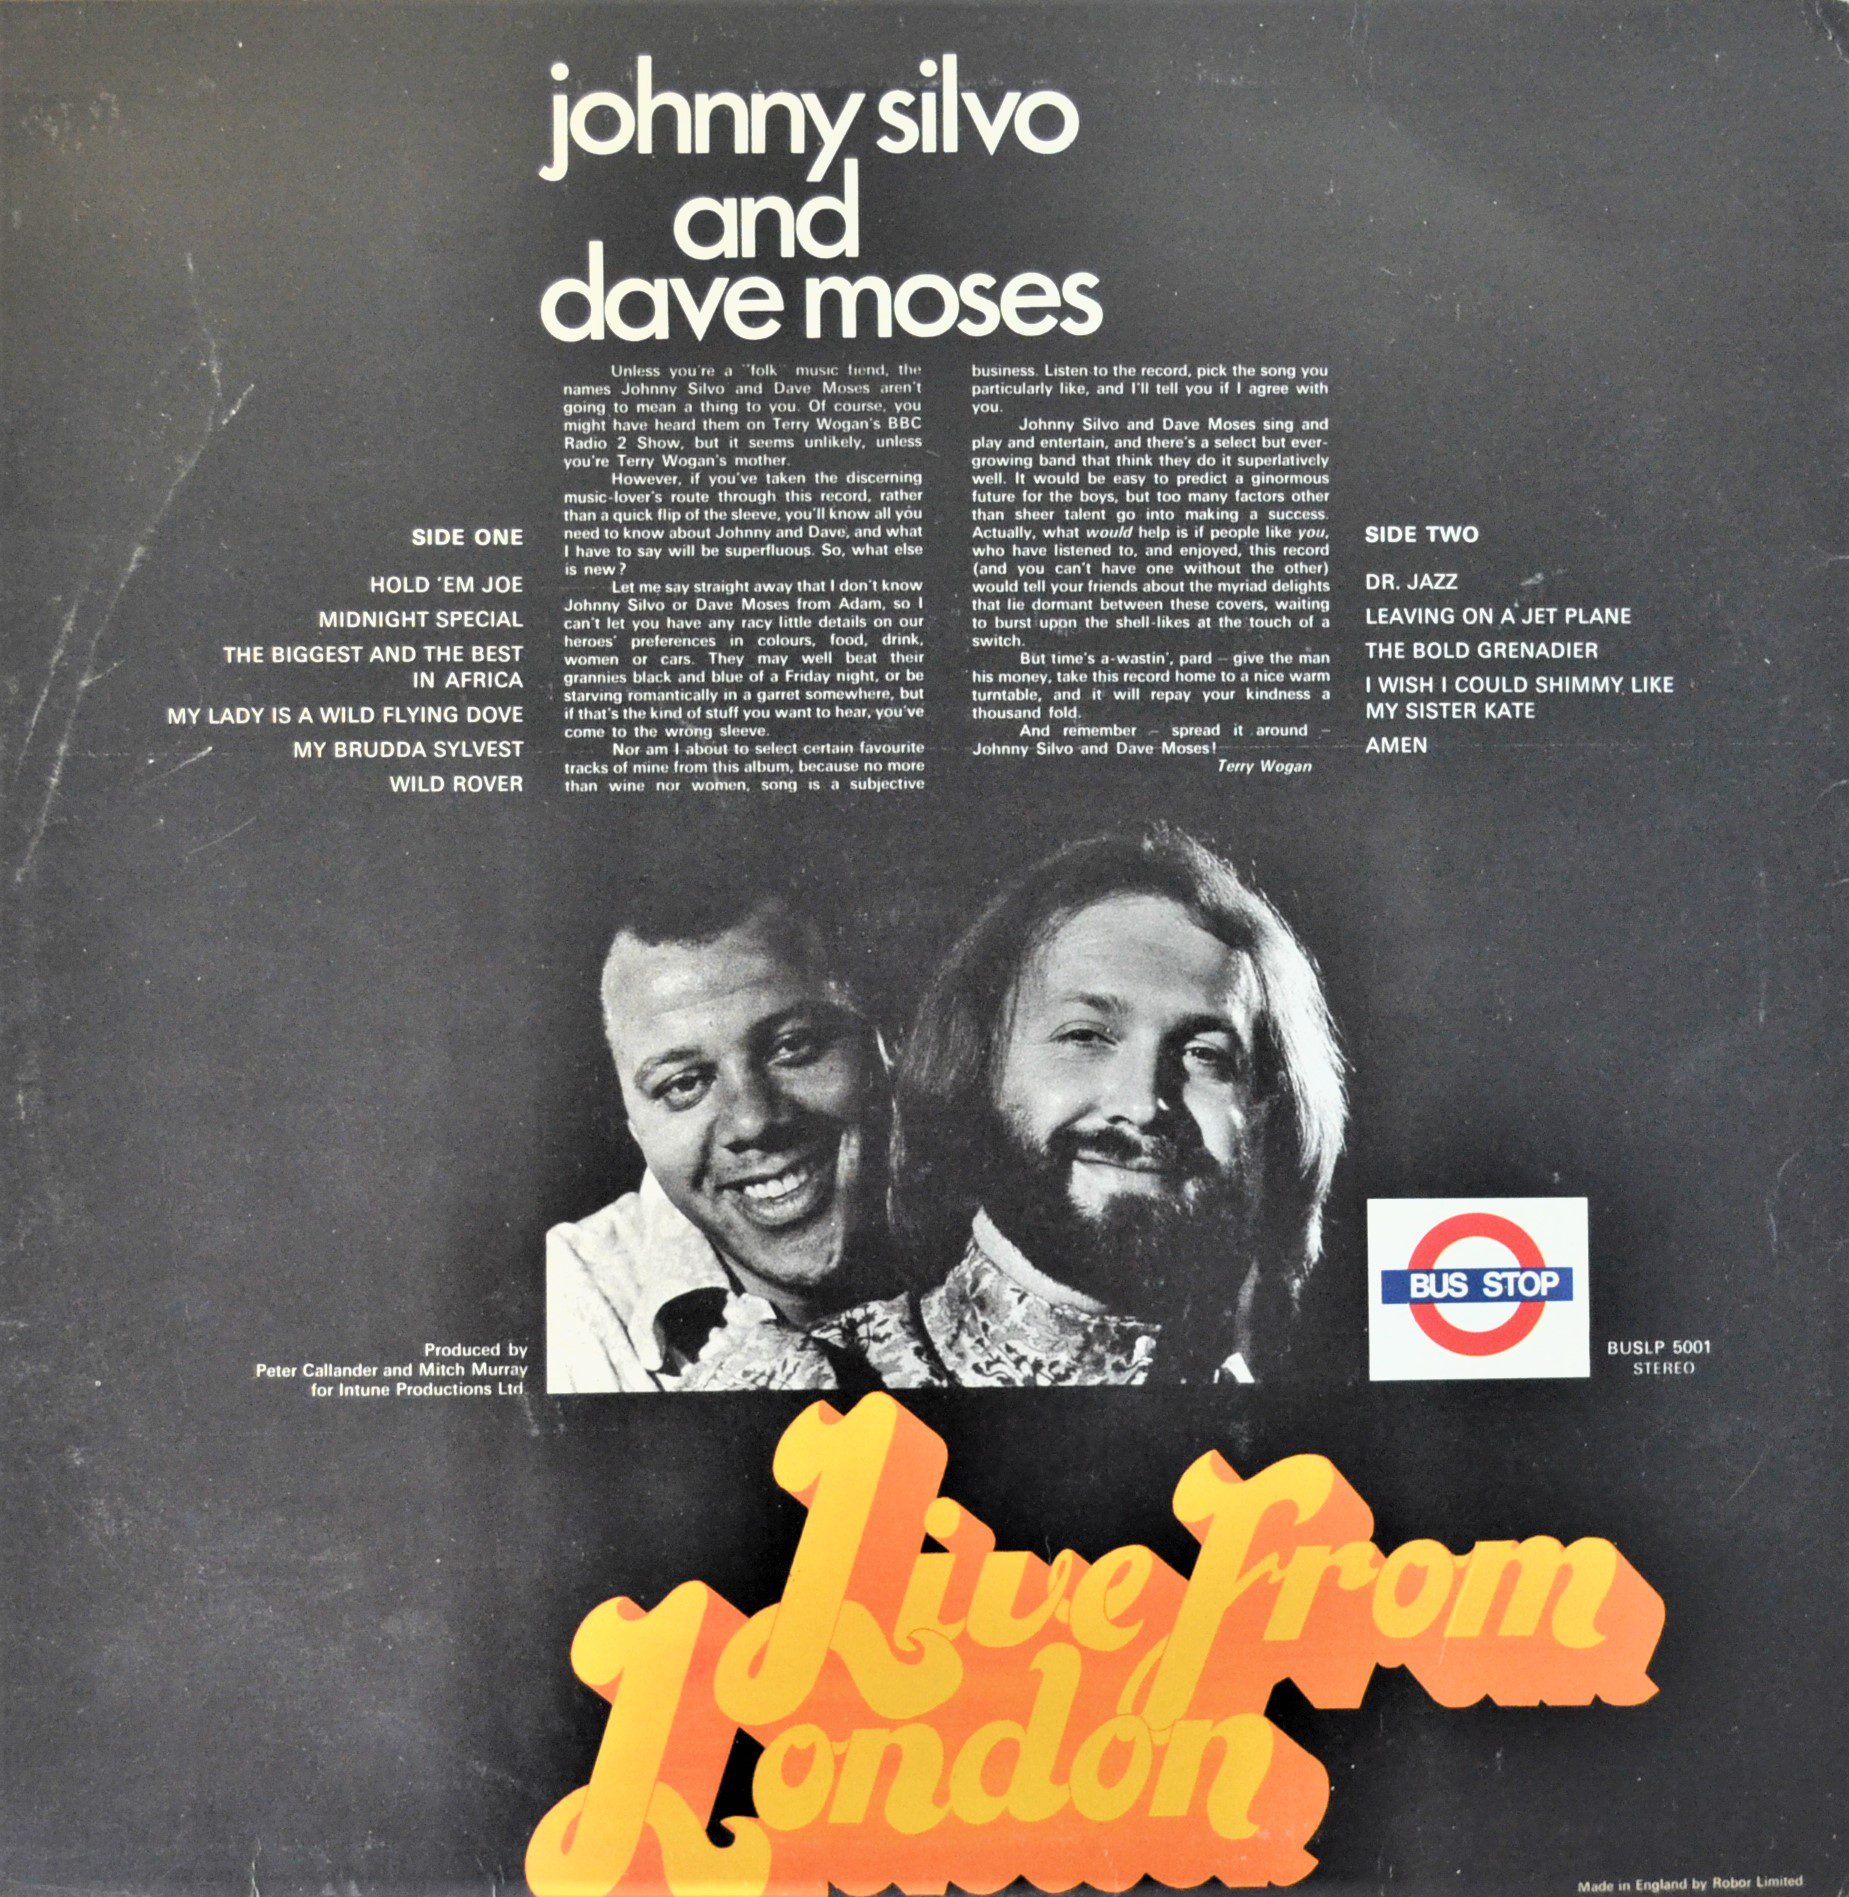 johnny silvo
and
dave moses
Unless you're a "folk" music fiend, the
names Johnny Silvo and Dave Moses aren't
going to mean a thing to you. Of course, you
might have heard them on Terry Wogan's BBC
Radio 2 Show, but it seems unlikely, unless
you're Terry Wogan's mother.
However, if you've taken the discerning
music-lover's route through this record, rather
than a quick flip of the sleeve, you'll know all you
need to know about Johnny and Dave, and what
I have to say will be superfluous. So, what else
is new?
Let me say straight away that I don't know
Johnny Silvo or Dave Moses from Adam, so I
can't let you have any racy little details on our
heroes' preferences in colours, food, drink,
women or cars. They may well beat their
grannies black and blue of a Friday night, or be
starving romantically in a garret somewhere, but
if that's the kind of stuff you want to hear, you've
come to the wrong sleeve.
Nor am I about to select certain favourite
tracks of mine from this album, because no more
than wine nor women, song is a subjective
business. Listen to the record, pick the song you
particularly like, and I'll tell you if I agree with
you.
Johnny Silvo and Dave Moses sing and
play and entertain, and there's a select but ever-
growing band that think they do it superlatively
well. It would be easy to predict a ginormous
future for the boys, but too many factors other
than sheer talent go into making a success.
Actually, what would help is if people like you,
who have listened to, and enjoyed, this record
(and you can't have one without the other)
would tell your friends about the myriad delights
that lie dormant between these covers, waiting
to burst upon the shell-likes at the touch of a
switch.
But time's a-wastin', pard – give the man
his money, take this record home to a nice warm
turntable, and it will repay your kindness a
thousand fold.
And remember – spread it around –
Johnny Silvo and Dave Moses!
Terry Wogan
SIDE ONE
HOLD 'EM JOE
MIDNIGHT SPECIAL
THE BIGGEST AND THE BEST
IN AFRICA
MY LADY IS A WILD FLYING DOVE
MY BRUDDA SYLVEST
WILD ROVER
SIDE TWO
DR. JAZZ
LEAVING ON A JET PLANE
THE BOLD GRENADIER
I WISH I COULD SHIMMY LIKE
MY SISTER KATE
AMEN
Produced by
Peter Callander and Mitch Murray
for Intune Productions Ltd
BUS STOP
BUSLP 5001
STEREO
Live from
London
Made in England by Robor Limited